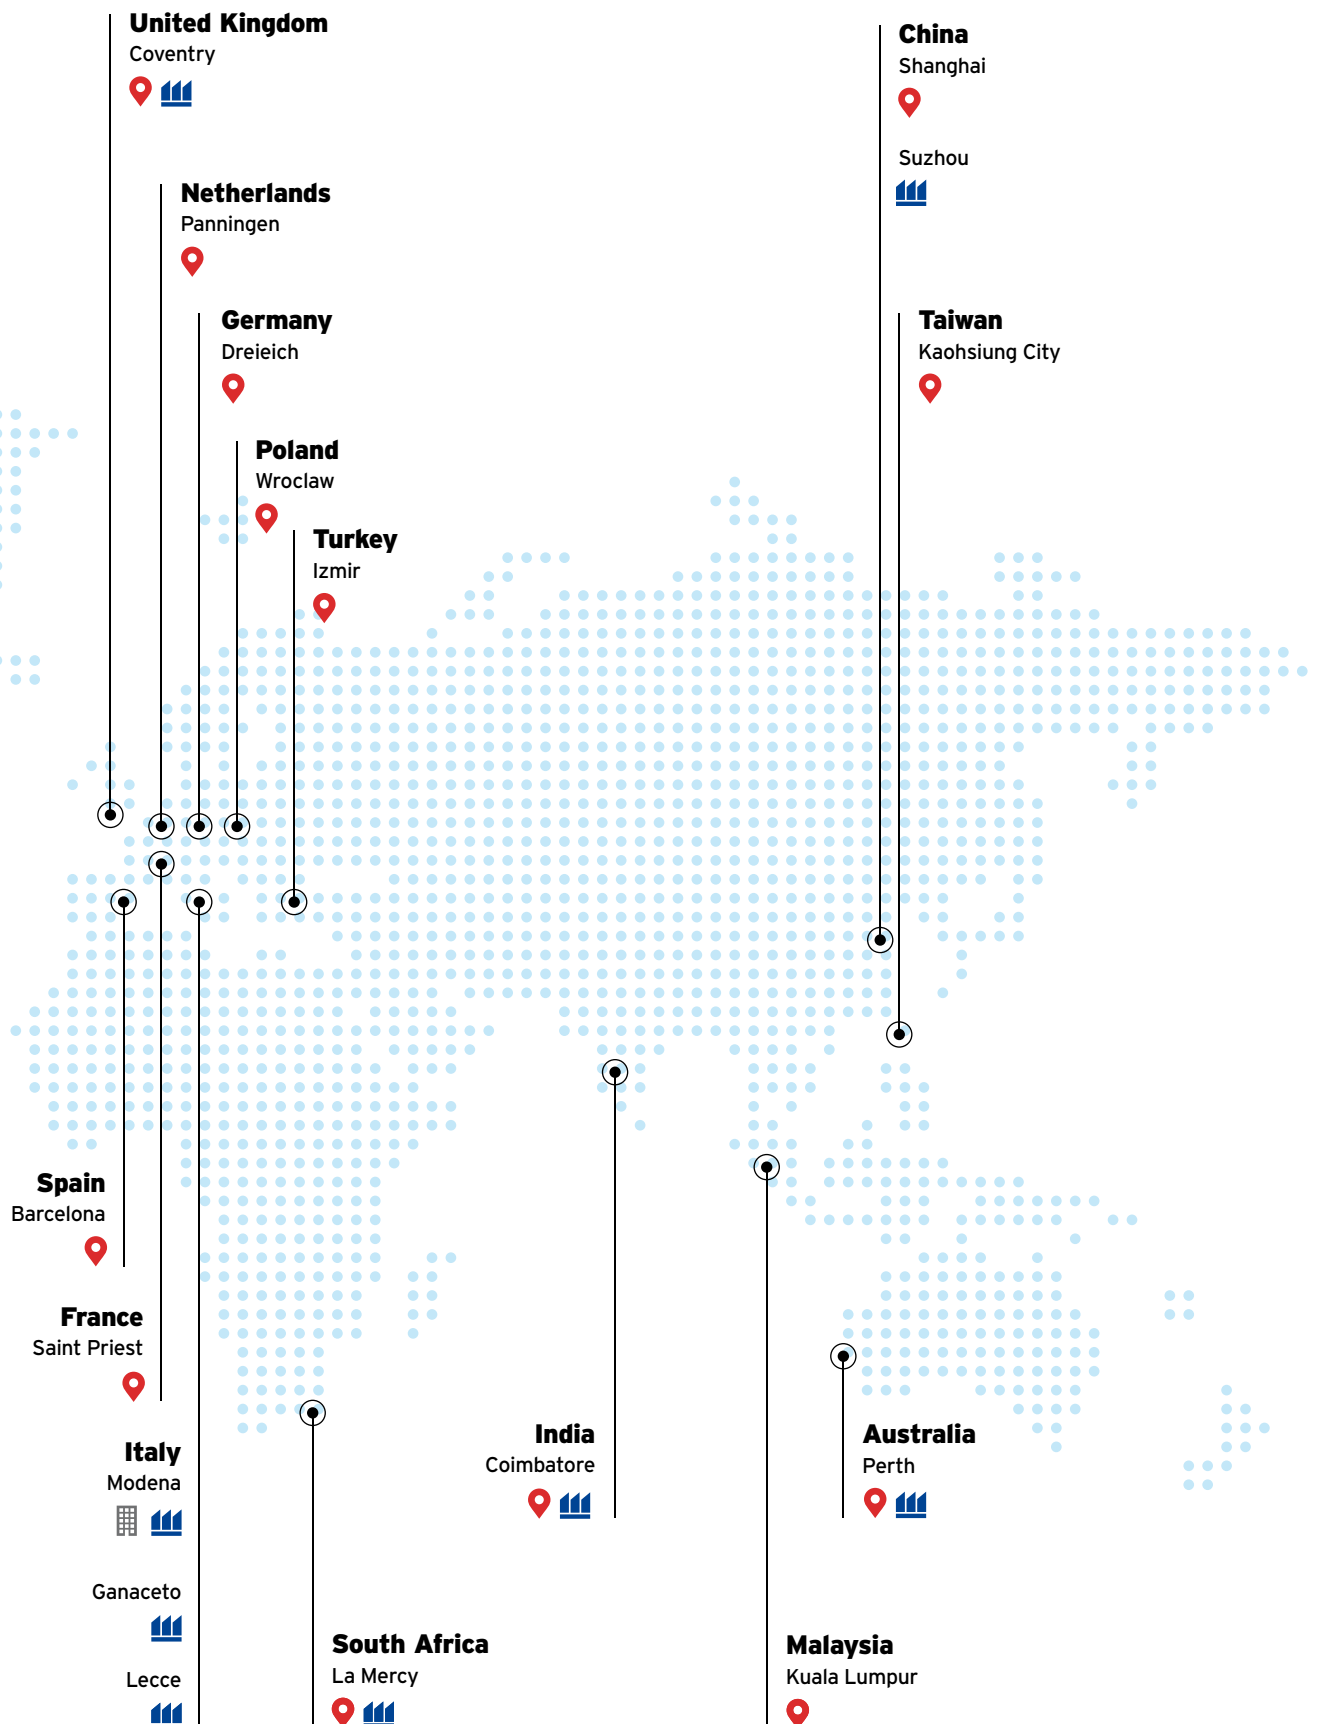 United Kingdom
Coventry
China
Shanghai
Suzhou
Netherlands
Panningen
Germany
Dreieich
Taiwan
Kaohsiung City
Poland
Wroclaw
Turkey
Izmir
Spain
Barcelona
France
Saint Priest
Italy
Modena
Ganaceto
Lecce
India
Coimbatore
Australia
Perth
South Africa
La Mercy
Malaysia
Kuala Lumpur